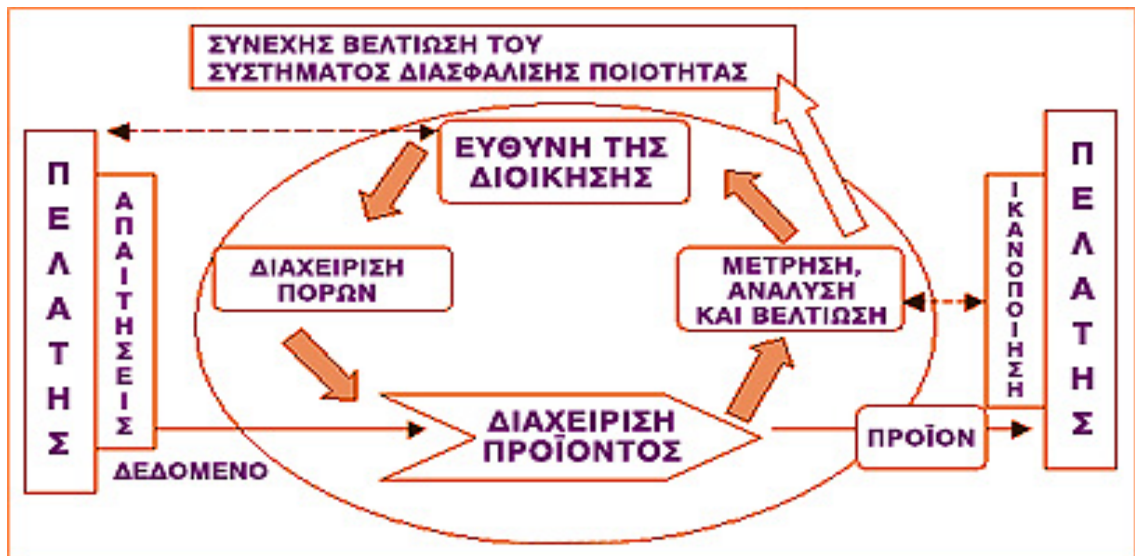 ΣΥΝΕΧΗΣ ΒΕΛΤΙΩΣΗ ΤΟΥ
ΣΥΣΤΗΜΑΤΟΣ ΔΙΑΣΦΑΛΙΣΗΣ ΠΟΙΟΤΗΤΑΣ
ΠΕΛΑΤΗΣ
ΑΠΑΙΤΗΣΕΙΣ
ΕΥΘΥΝΗ ΤΗΣ
ΔΙΟΙΚΗΣΗΣ
ΔΙΑΧΕΙΡΙΣΗ
ΠΟΡΩΝ
ΜΕΤΡΗΣΗ,
ΑΝΑΛΥΣΗ
ΚΑΙ ΒΕΛΤΙΩΣΗ
ΙΚΑΝΟΠΟΙΗΣΗ
ΠΕΛΑΤΗΣ
ΔΕΔΟΜΕΝΟ
ΔΙΑΧΕΙΡΙΣΗ
ΠΡΟΪΟΝΤΟΣ
ΠΡΟΪΟΝ